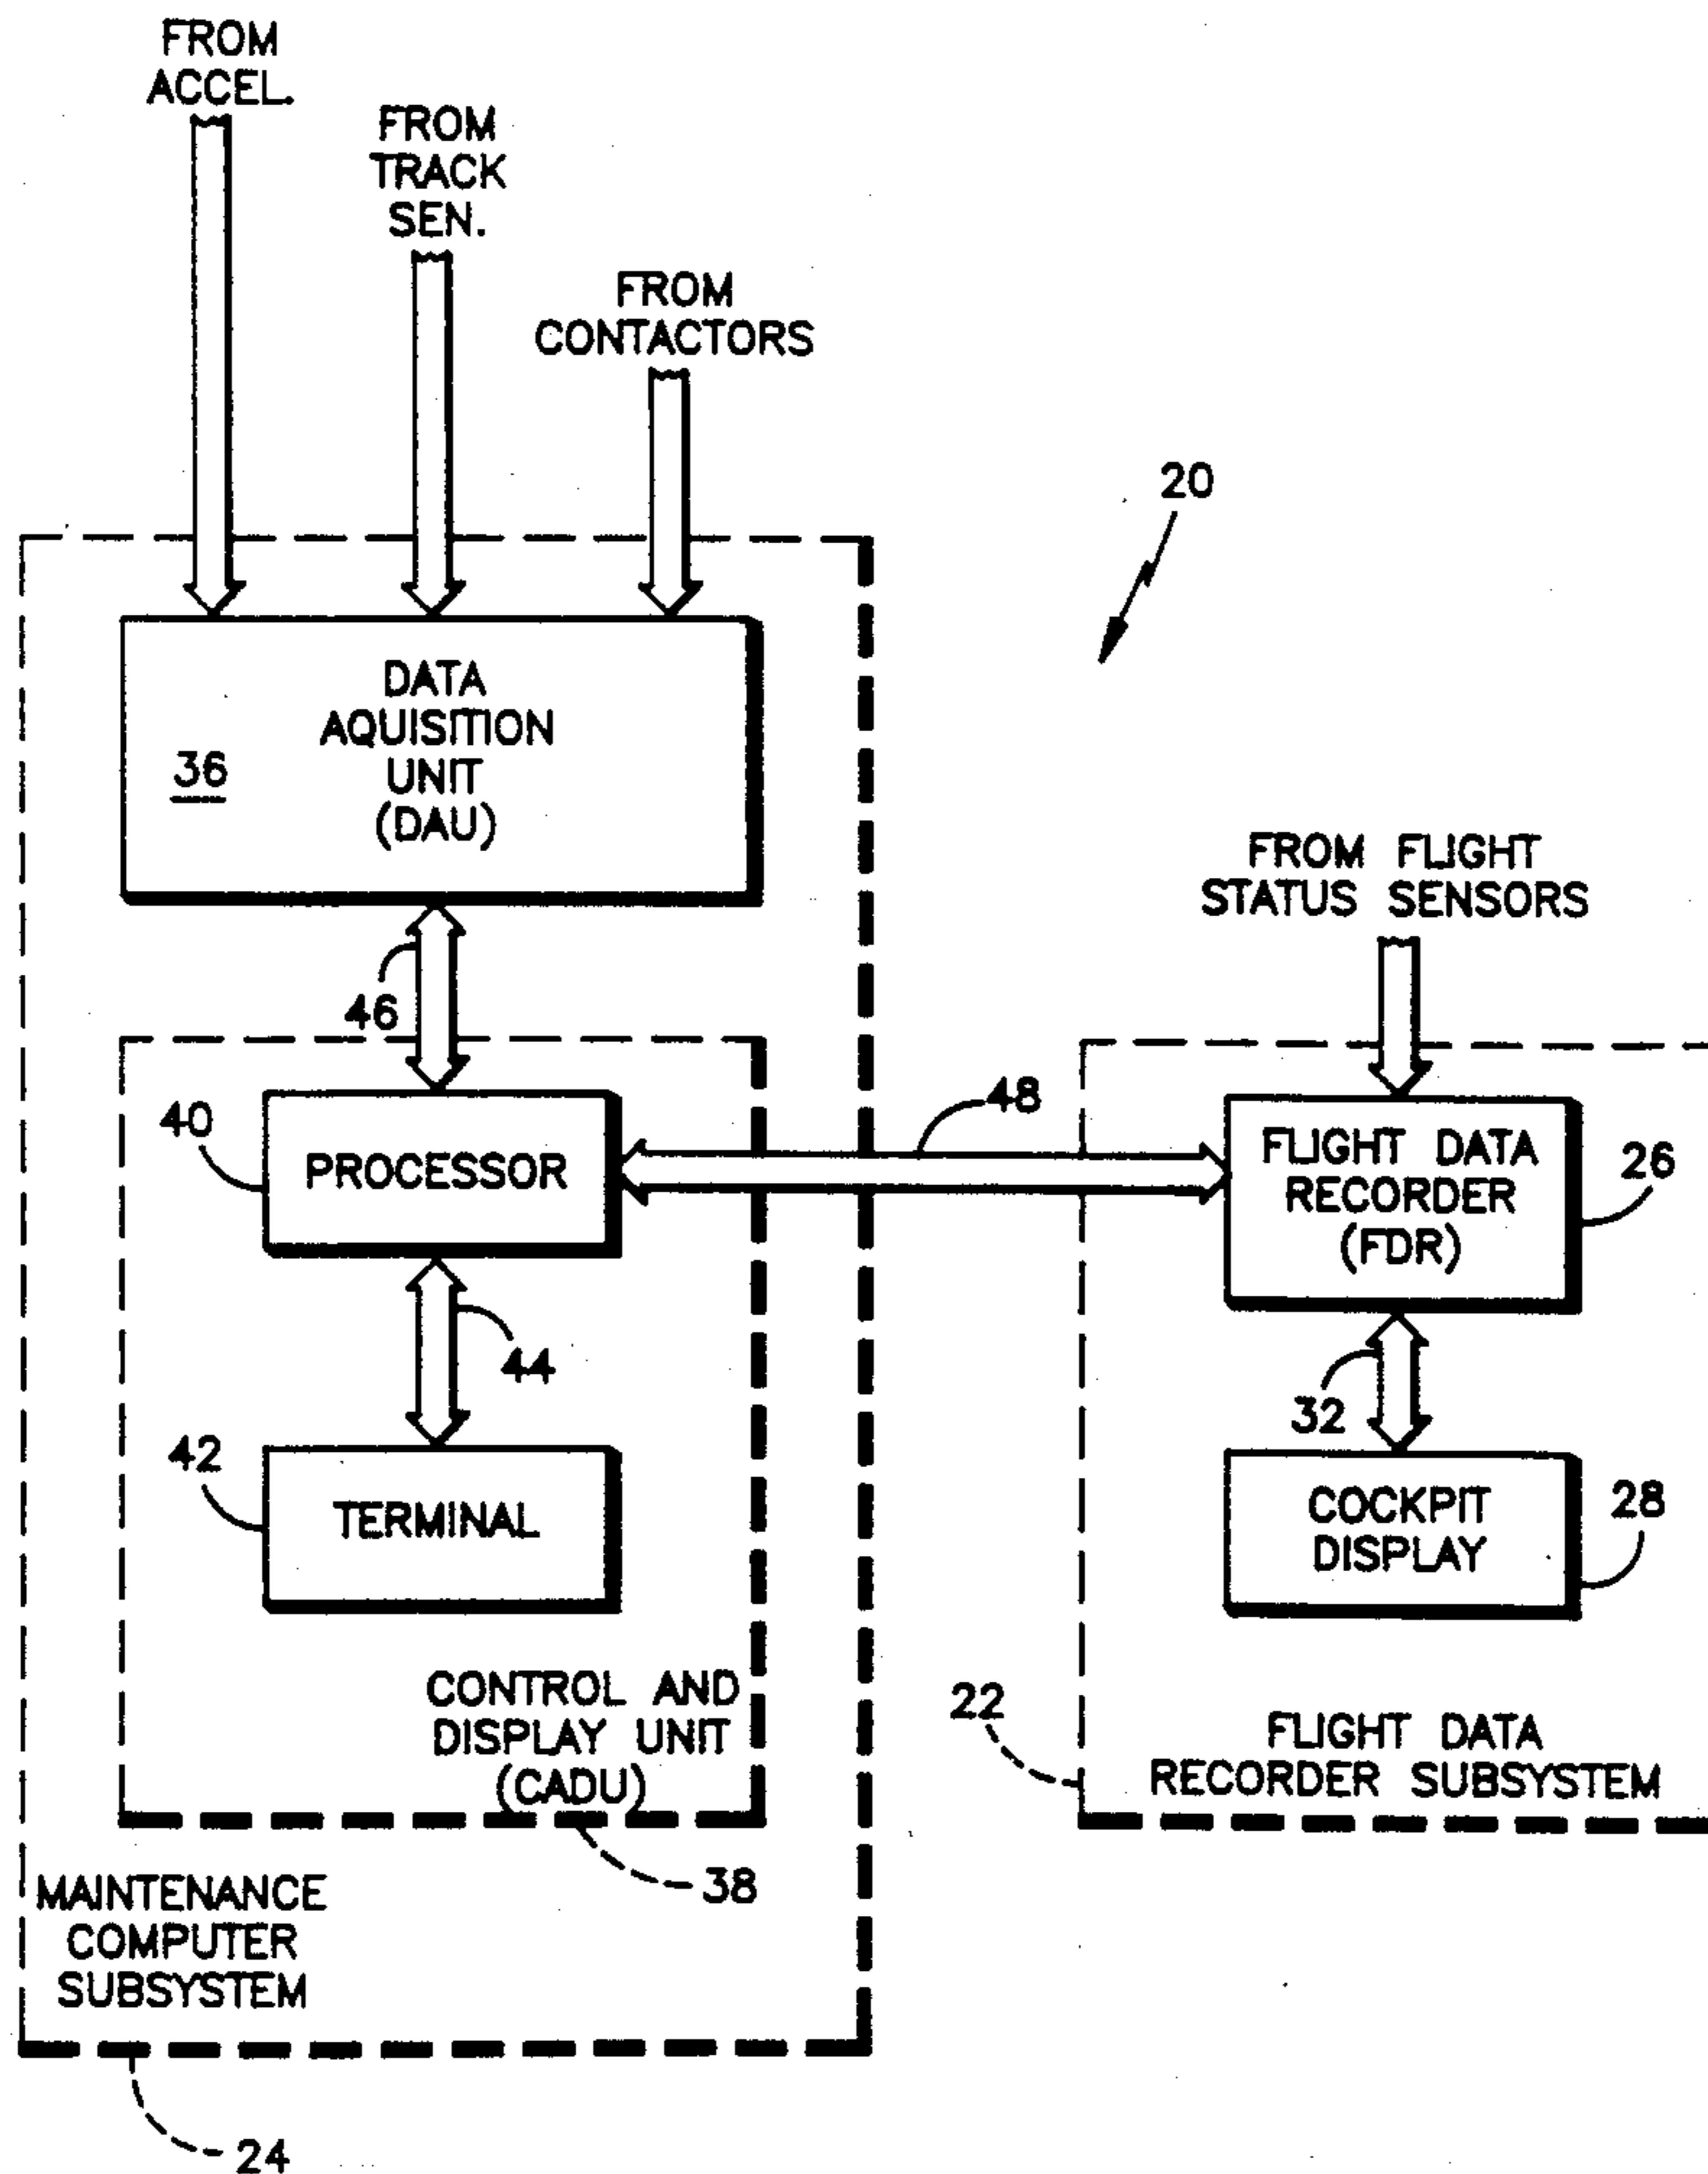 FROM
ACCEL.
FROM
TRACK
SEN.
FROM
CONTACTORS
20
DATA
AQUISITION
UNIT
(DAU)
36
FROM FLIGHT
STATUS SENSORS
46
48
40
PROCESSOR
FLIGHT DATA
RECORDER
(FDR)
26
44
32
42
TERMINAL
COCKPIT
DISPLAY
28
CONTROL AND
DISPLAY UNIT
(CADU)
22
FLIGHT DATA
RECORDER SUBSYSTEM
38
MAINTENANCE
COMPUTER
SUBSYSTEM
24